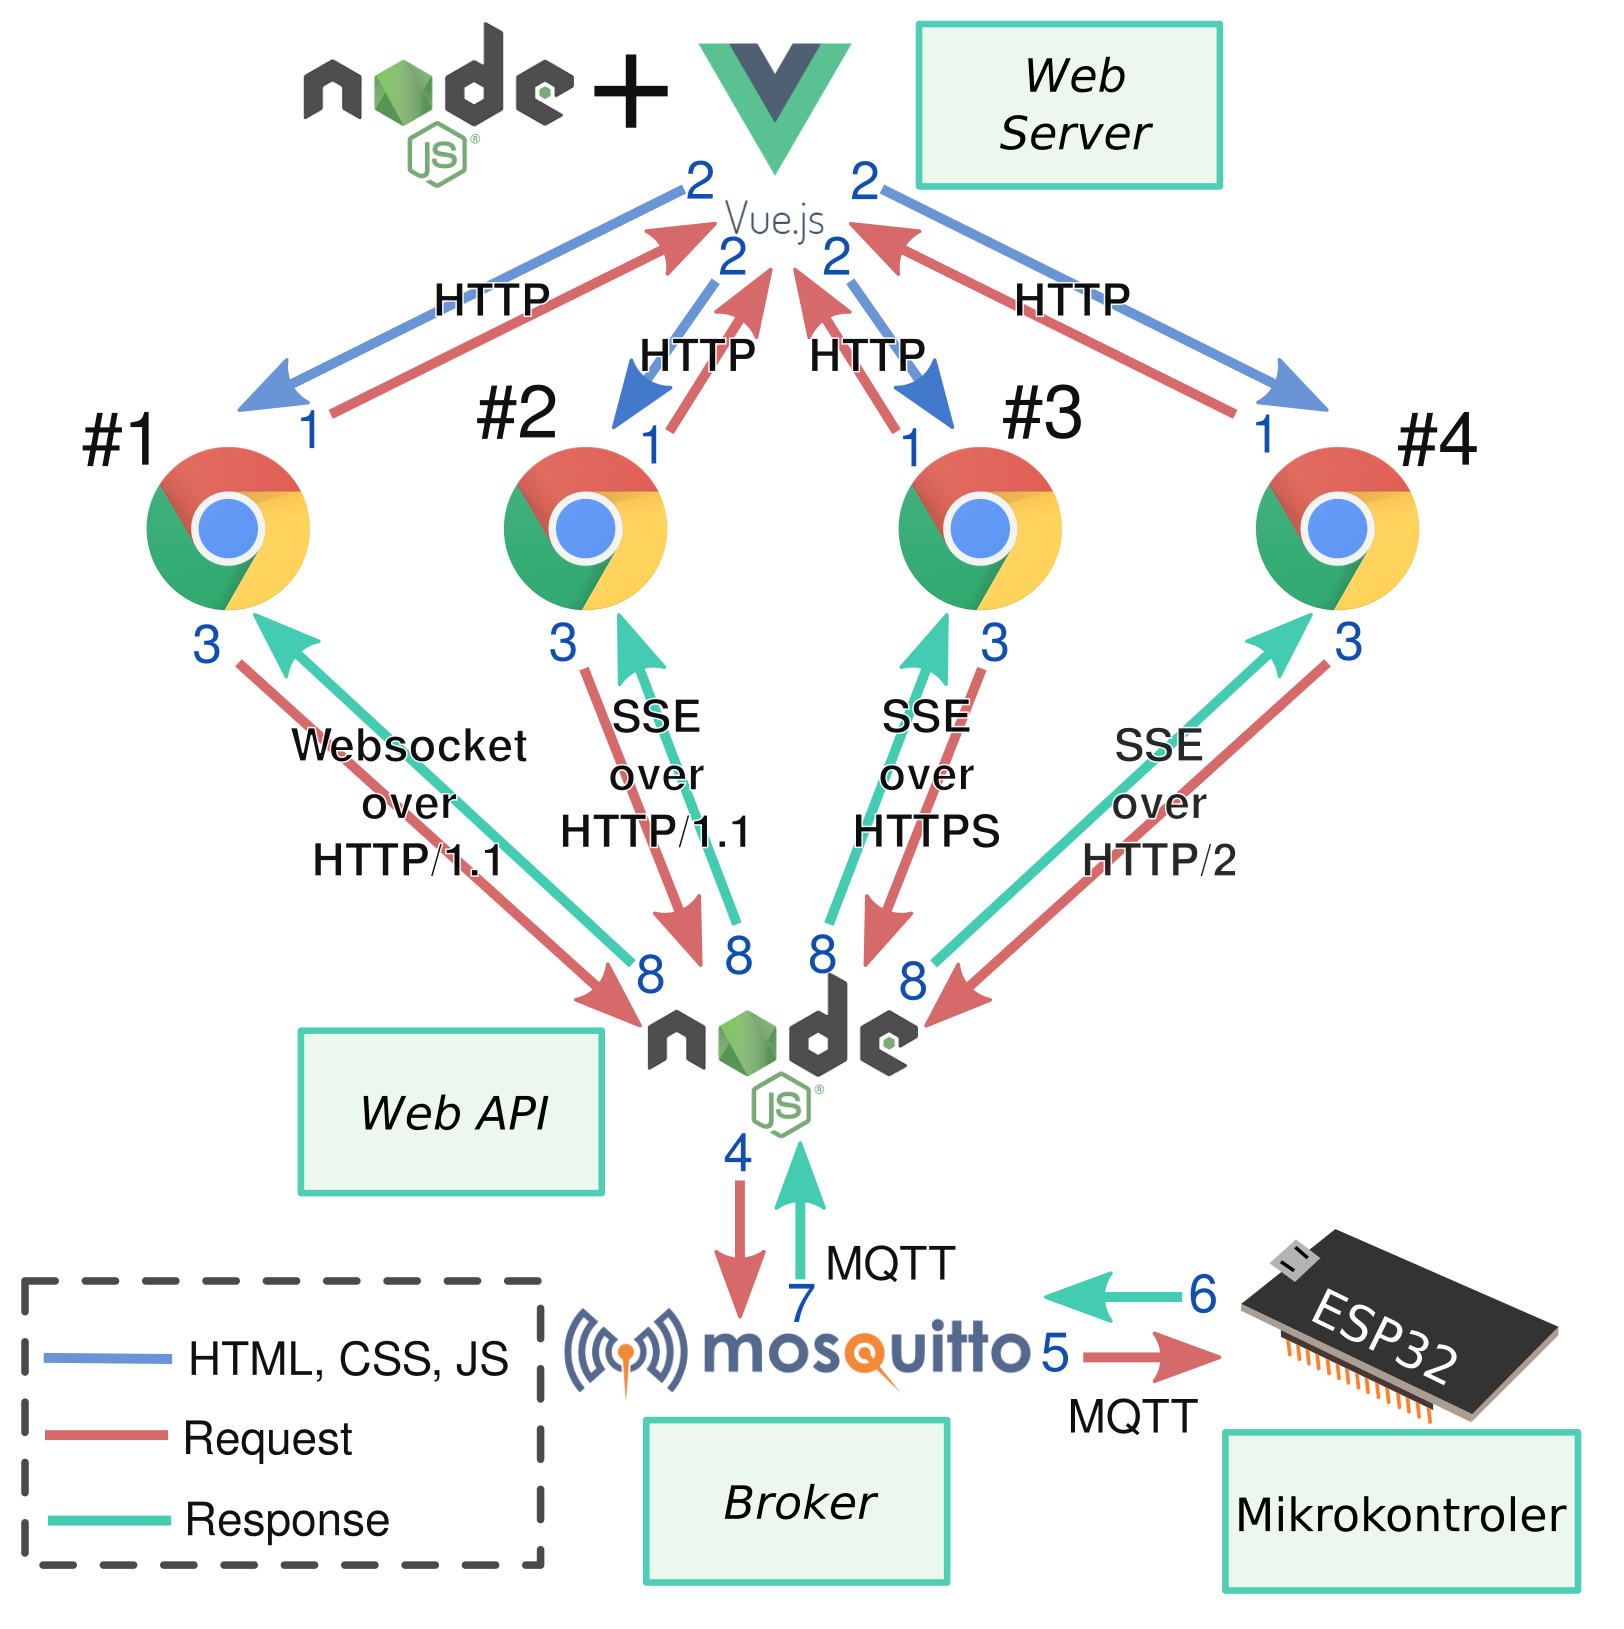 node
JS
®
+
Vue.js
Web
Server
2
2
2
2
HTTP
HTTP
HTTP
HTTP
#1
1
#2
1
#3
1
#4
1
3
3
3
3
Websocket
over
HTTP/1.1
SSE
over
HTTP/1.1
SSE
over
HTTPS
SSE
over
HTTP/2
8
8
8
8
node
JS
®
Web API
4
7
MQTT
mosquitto
5
6
MQTT
ESP32
Broker
Mikrokontroler
HTML, CSS, JS
Request
Response